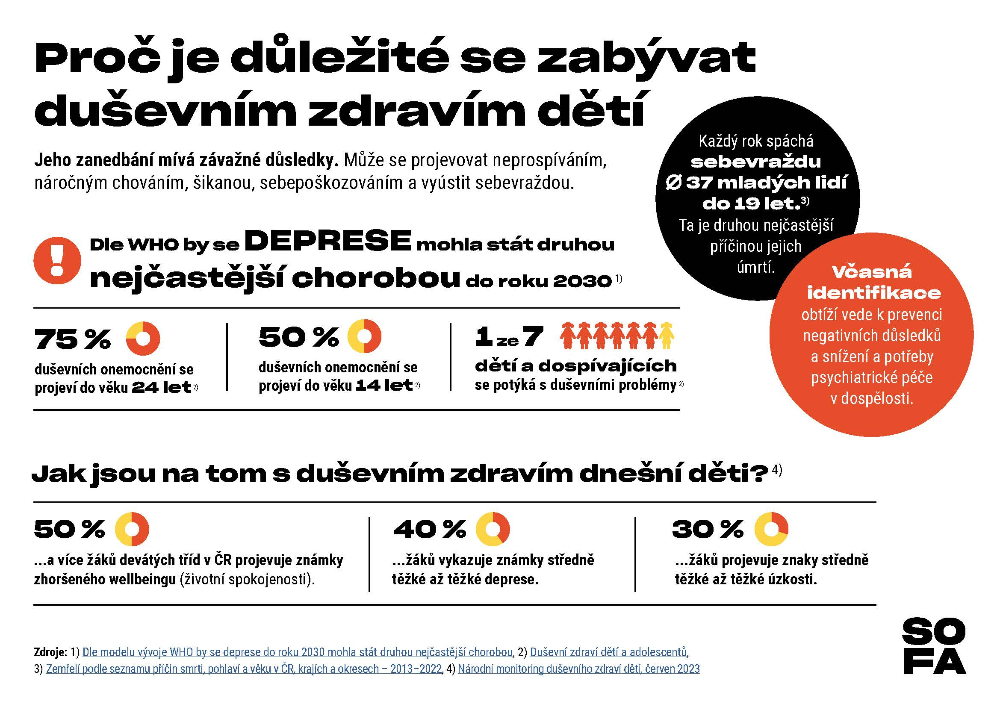 Proč je důležité se zabývat
duševním zdravím dětí
Jeho zanedbání mívá závažné důsledky. Může se projevovat neprospíváním,
náročným chováním, šikanou, sebepoškozováním a vyústit sebevraždou.
Každý rok spáchá
sebevraždu
Ø 37 mladých lidí
do 19 let.3)
Ta je druhou nejčastější
příčinou jejich
úmrtí.
Včasná
identifikace
obtíží vede k prevenci
negativních důsledků
a snížení a potřeby
psychiatrické péče
v dospělosti.
! Dle WHO by se DEPRESE mohla stát druhou
nejčastější chorobou do roku 2030 1)
75 %
duševních onemocnění se
projeví do věku 24 let 2)
50 %
duševních onemocnění se
projeví do věku 14 let 2)
1 ze 7
dětí a dospívajících
se potýká s duševními problémy 2)
Jak jsou na tom s duševním zdravím dnešní děti? 4)
50 %
...a více žáků devátých tříd v ČR projevuje známky
zhoršeného wellbeingu (životní spokojenosti).
40 %
...žáků vykazuje známky středně
těžké až těžké deprese.
30 %
...žáků projevuje znaky středně
těžké až těžké úzkosti.
Zdroje: 1) Dle modelu vývoje WHO by se deprese do roku 2030 mohla stát druhou nejčastější chorobou, 2) Duševní zdraví dětí a adolescentů,
3) Zemřelí podle seznamu příčin smrti, pohlaví a věku v ČR, krajích a okresech – 2013–2022, 4) Národní monitoring duševního zdraví dětí, červen 2023
SO
FA